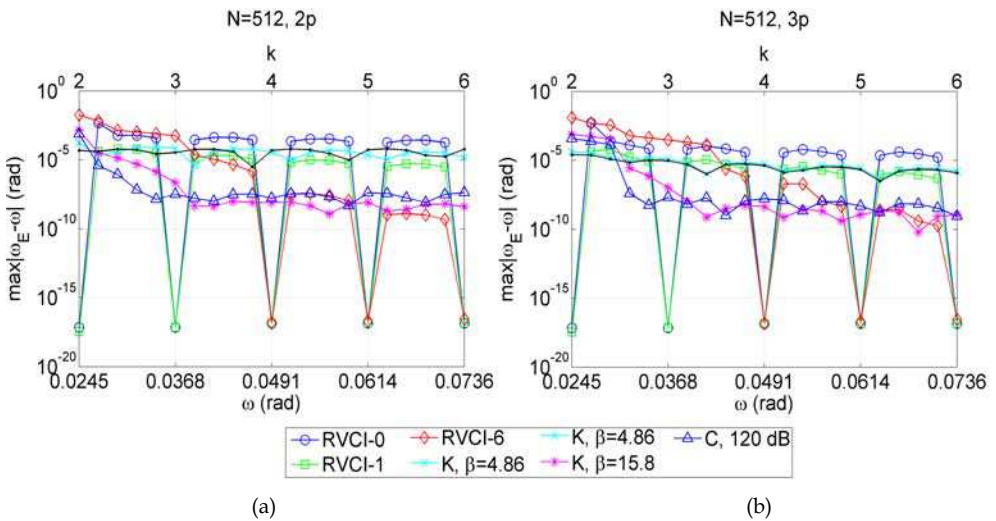 N=512, 2p
k
2 3 4 5 6
10^0
10^-5
10^-10
10^-15
10^-20
max|ω_E-ω| (rad)
0.0245 0.0368 0.0491 0.0614 0.0736
ω (rad)
N=512, 3p
k
2 3 4 5 6
10^0
10^-5
10^-10
10^-15
10^-20
max|ω_E-ω| (rad)
0.0245 0.0368 0.0491 0.0614 0.0736
ω (rad)
RVCI-0 RVCI-6 K, β=4.86 C, 120 dB
RVCI-1 K, β=4.86 K, β=15.8
(a) (b)